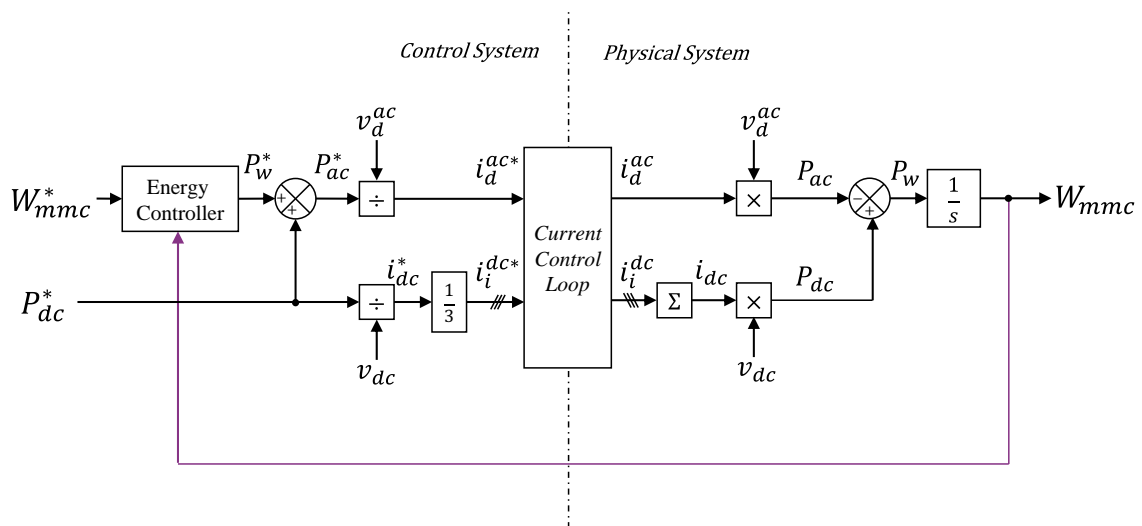 Control System
Physical System
v_d^{ac}
v_d^{ac}
W_{mmc}^*
Energy
Controller
P_w^*
+
+
P_{ac}^*
÷
i_d^{ac*}
i_d^{ac}
×
P_{ac}
−
+
P_w
1
s
W_{mmc}
Current
Control
Loop
P_{dc}^*
÷
i_{dc}^*
1
3
i_i^{dc*}
i_i^{dc}
Σ
i_{dc}
×
P_{dc}
v_{dc}
v_{dc}